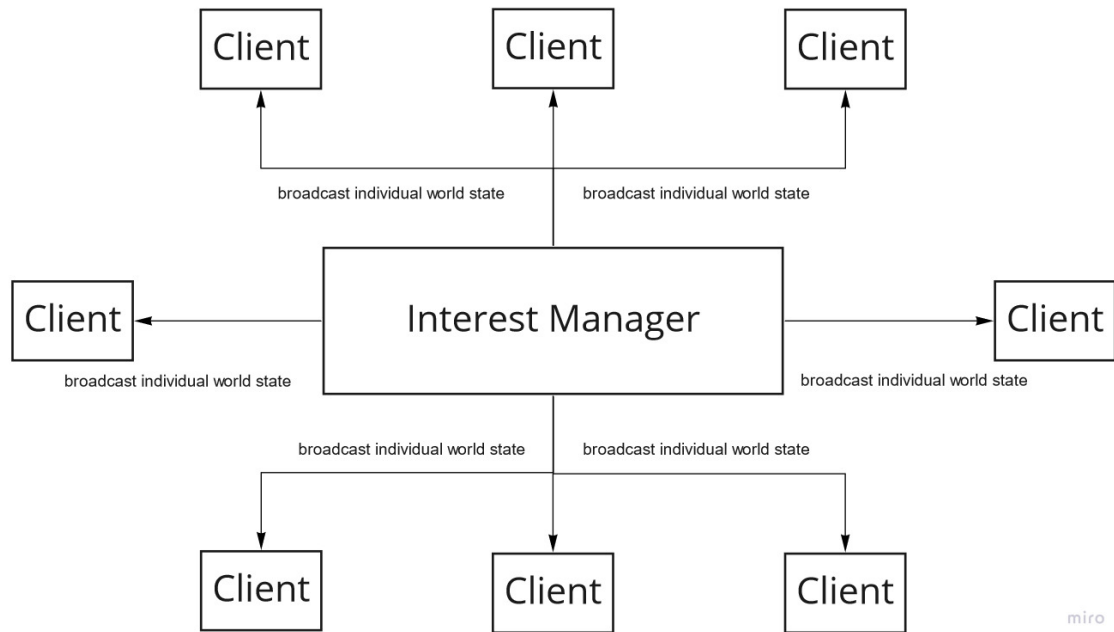 Client
Client
Client
broadcast individual world state
broadcast individual world state
Client
Interest Manager
Client
broadcast individual world state
broadcast individual world state
broadcast individual world state
broadcast individual world state
Client
Client
Client
miro